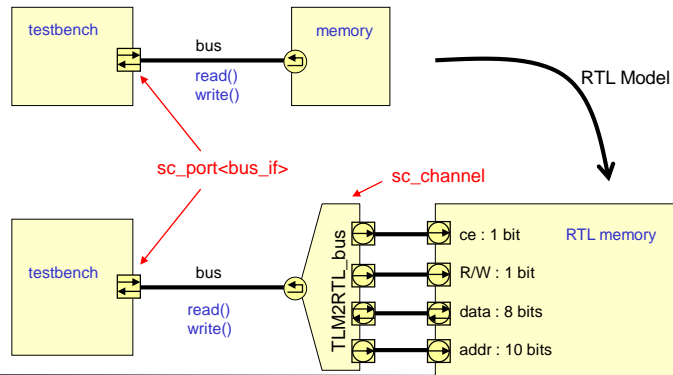 testbench
bus
read()
write()
memory
RTL Model
sc_port<bus_if>
sc_channel
testbench
bus
read()
write()
TLM2RTL_bus
ce : 1 bit
R/W : 1 bit
data : 8 bits
addr : 10 bits
RTL memory